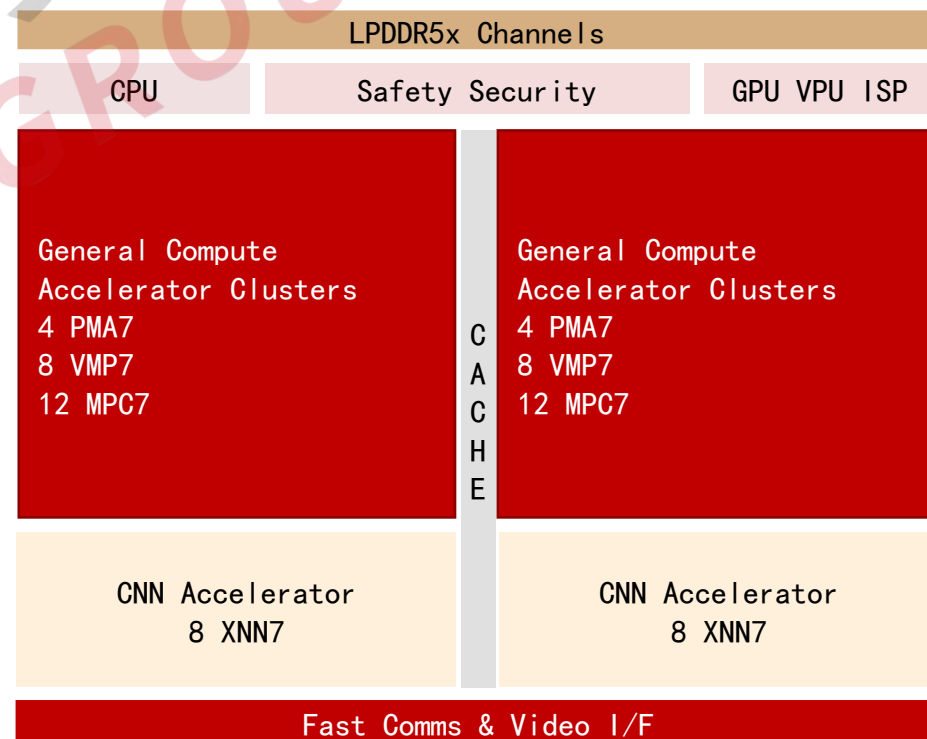 LPDDR5x Channels
CPU
Safety Security
GPU VPU ISP
General Compute
Accelerator Clusters
4 PMA7
8 VMP7
12 MPC7
CACHE
General Compute
Accelerator Clusters
4 PMA7
8 VMP7
12 MPC7
CNN Accelerator
8 XNN7
CNN Accelerator
8 XNN7
Fast Comms & Video I/F